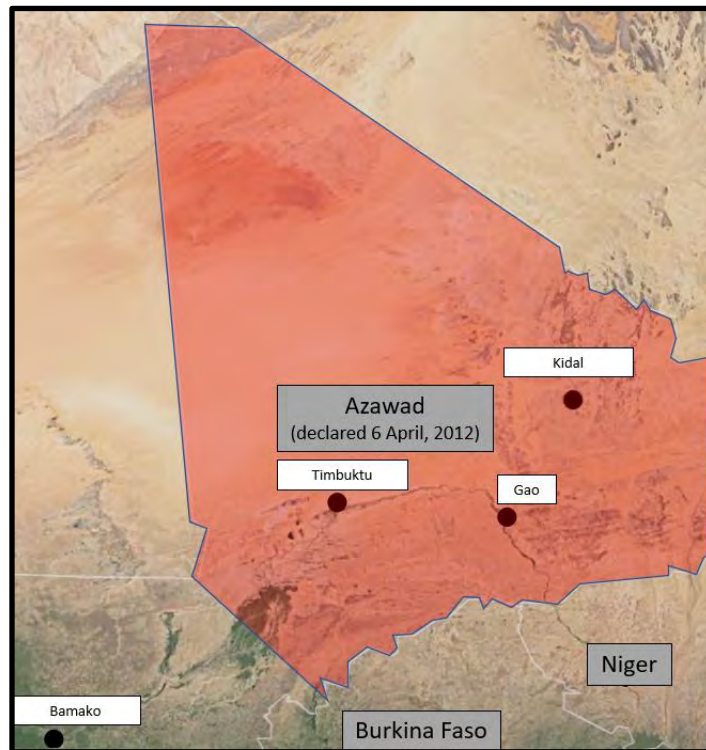 Kidal
Azawad
(declared 6 April, 2012)
Timbuktu
Gao
Niger
Bamako
Burkina Faso